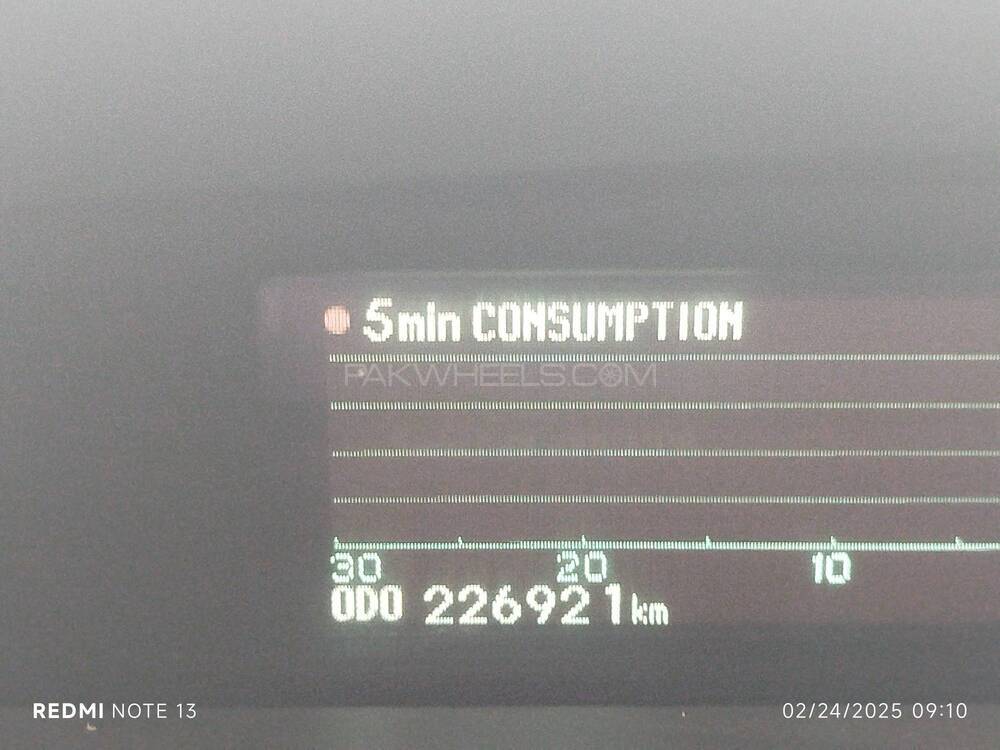 5min CONSUMPTION
PAKWHEELS.COM
30 20 10
ODO 226921km
REDMI NOTE 13
02/24/2025 09:10